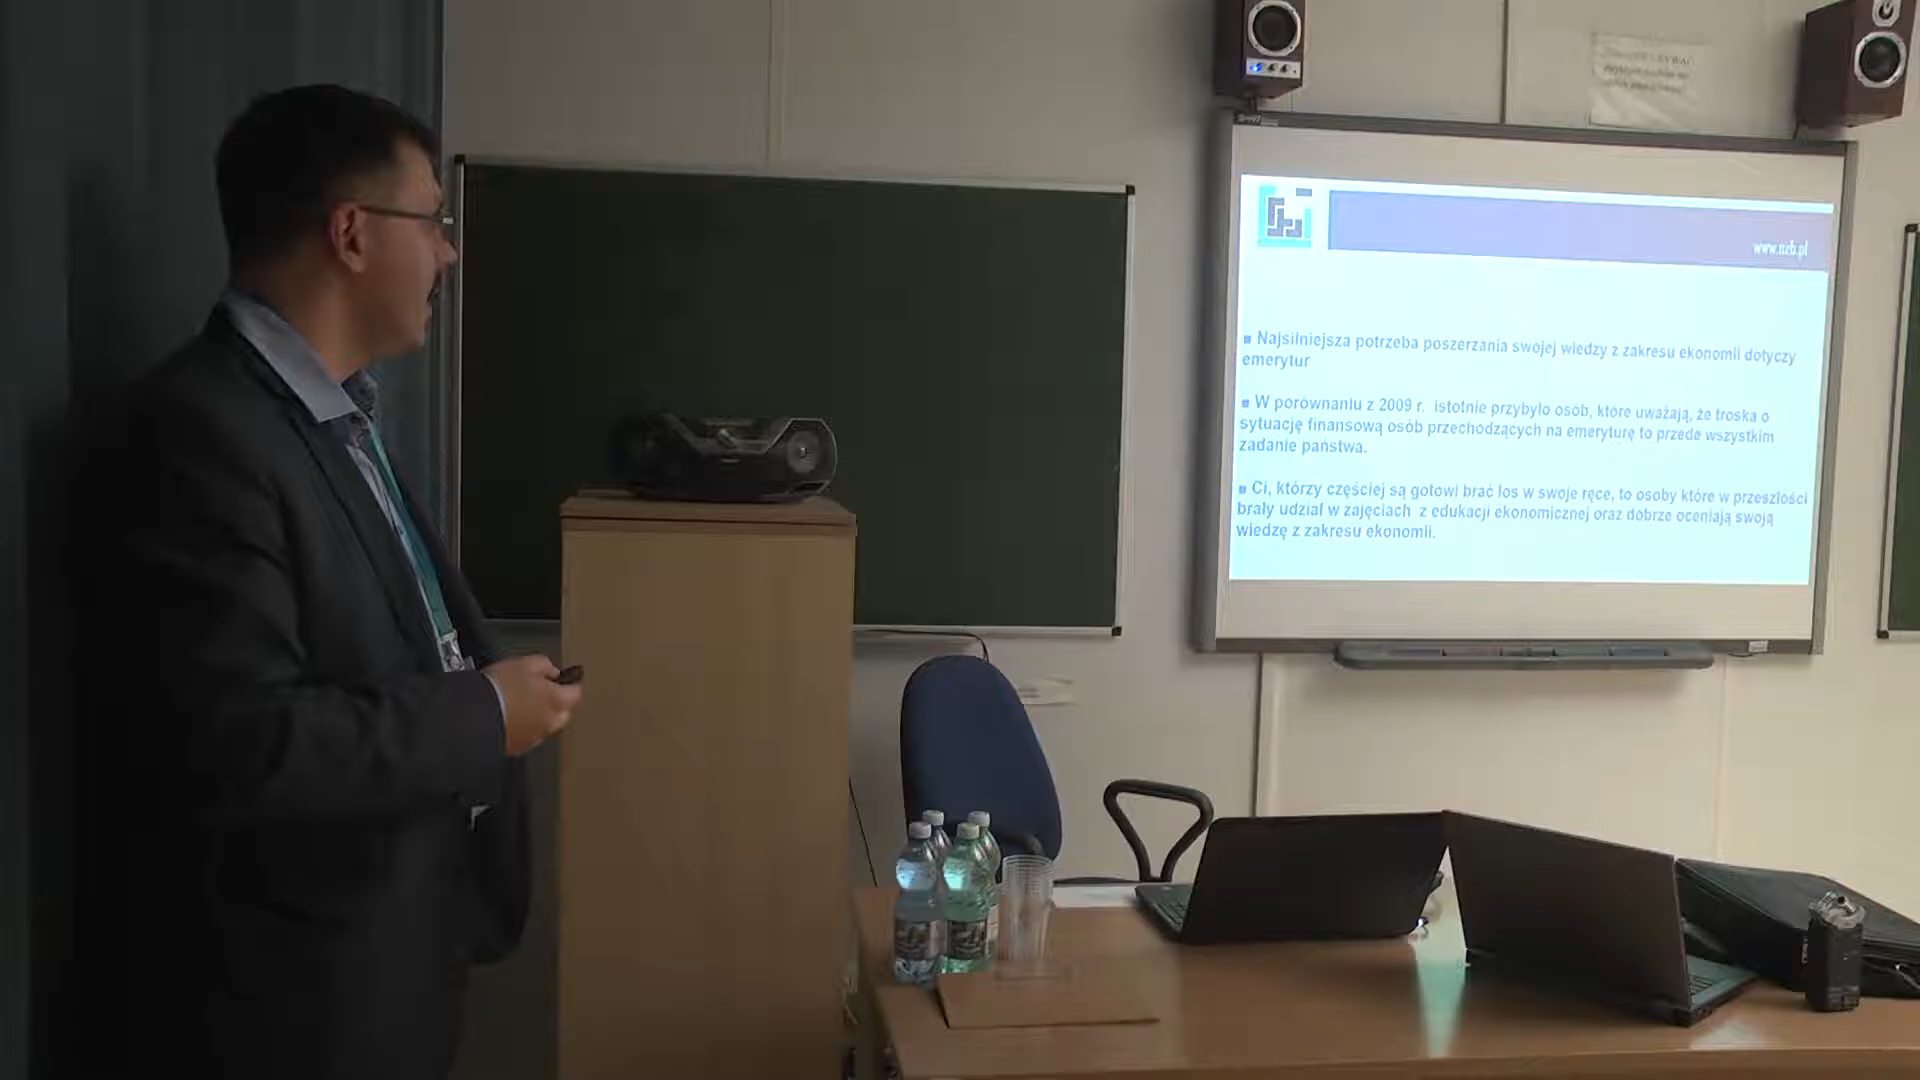 www.nzb.pl
■ Najsilniejsza potrzeba poszerzania swojej wiedzy z zakresu ekonomii dotyczy
emerytur
■ W porównaniu z 2009 r. istotnie przybyło osób, które uważają, że troska o
sytuację finansową osób przechodzących na emeryturę to przede wszystkim
zadanie państwa.
■ Ci, którzy częściej są gotowi brać los w swoje ręce, to osoby które w przeszłości
brały udział w zajęciach z edukacji ekonomicznej oraz dobrze oceniają swoją
wiedzę z zakresu ekonomii.